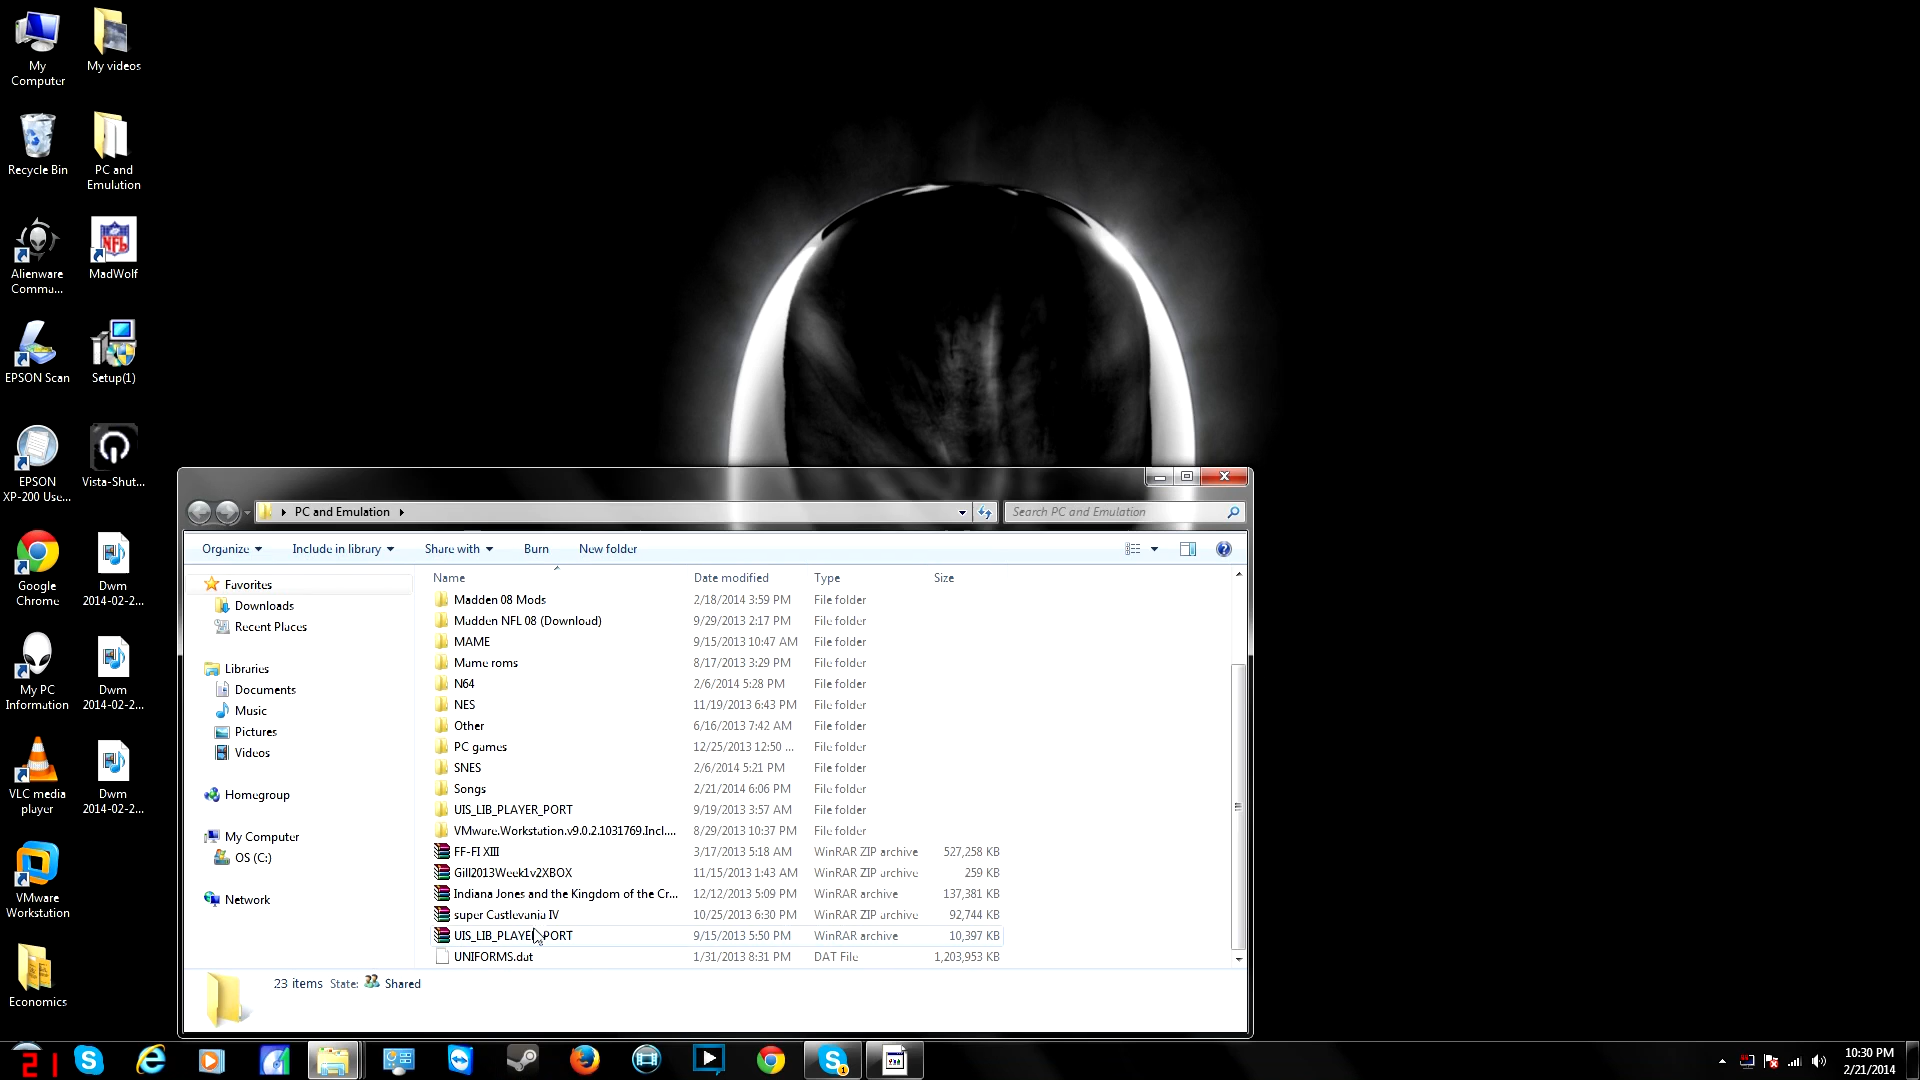 My
Computer
My videos
Recycle Bin
PC and
Emulation
Alienware
Comma...
NFL
MadWolf
EPSON Scan
Setup(1)
EPSON
XP-200 Use...
Vista-Shut...
Google
Chrome
Dwm
2014-02-2...
My PC
Information
Dwm
2014-02-2...
VLC media
player
Dwm
2014-02-2...
VMware
Workstation
Economics
PC and Emulation
Search PC and Emulation
Organize
Include in library
Share with
Burn
New folder
Favorites
Downloads
Recent Places
Libraries
Documents
Music
Pictures
Videos
Homegroup
My Computer
OS (C:)
Network
Name Date modified Type Size
Madden 08 Mods 2/18/2014 3:59 PM File folder
Madden NFL 08 (Download) 9/29/2013 2:17 PM File folder
MAME 9/15/2013 10:47 AM File folder
Mame roms 8/17/2013 3:29 PM File folder
N64 2/6/2014 5:28 PM File folder
NES 11/19/2013 6:43 PM File folder
Other 6/16/2013 7:42 AM File folder
PC games 12/25/2013 12:50 ... File folder
SNES 2/6/2014 5:21 PM File folder
Songs 2/21/2014 6:06 PM File folder
UIS_LIB_PLAYER_PORT 9/19/2013 3:57 AM File folder
VMware.Workstation.v9.0.2.1031769.Incl.... 8/29/2013 10:37 PM File folder
FF-FI XIII 3/17/2013 5:18 AM WinRAR ZIP archive 527,258 KB
Gill2013Week1v2XBOX 11/15/2013 1:43 AM WinRAR ZIP archive 259 KB
Indiana Jones and the Kingdom of the Cr... 12/12/2013 5:09 PM WinRAR archive 137,381 KB
super Castlevania IV 10/25/2013 6:30 PM WinRAR ZIP archive 92,744 KB
UIS_LIB_PLAYER_PORT 9/15/2013 5:50 PM WinRAR archive 10,397 KB
UNIFORMS.dat 1/31/2013 8:31 PM DAT File 1,203,953 KB
23 items State: Shared
21
1
10:30 PM
2/21/2014